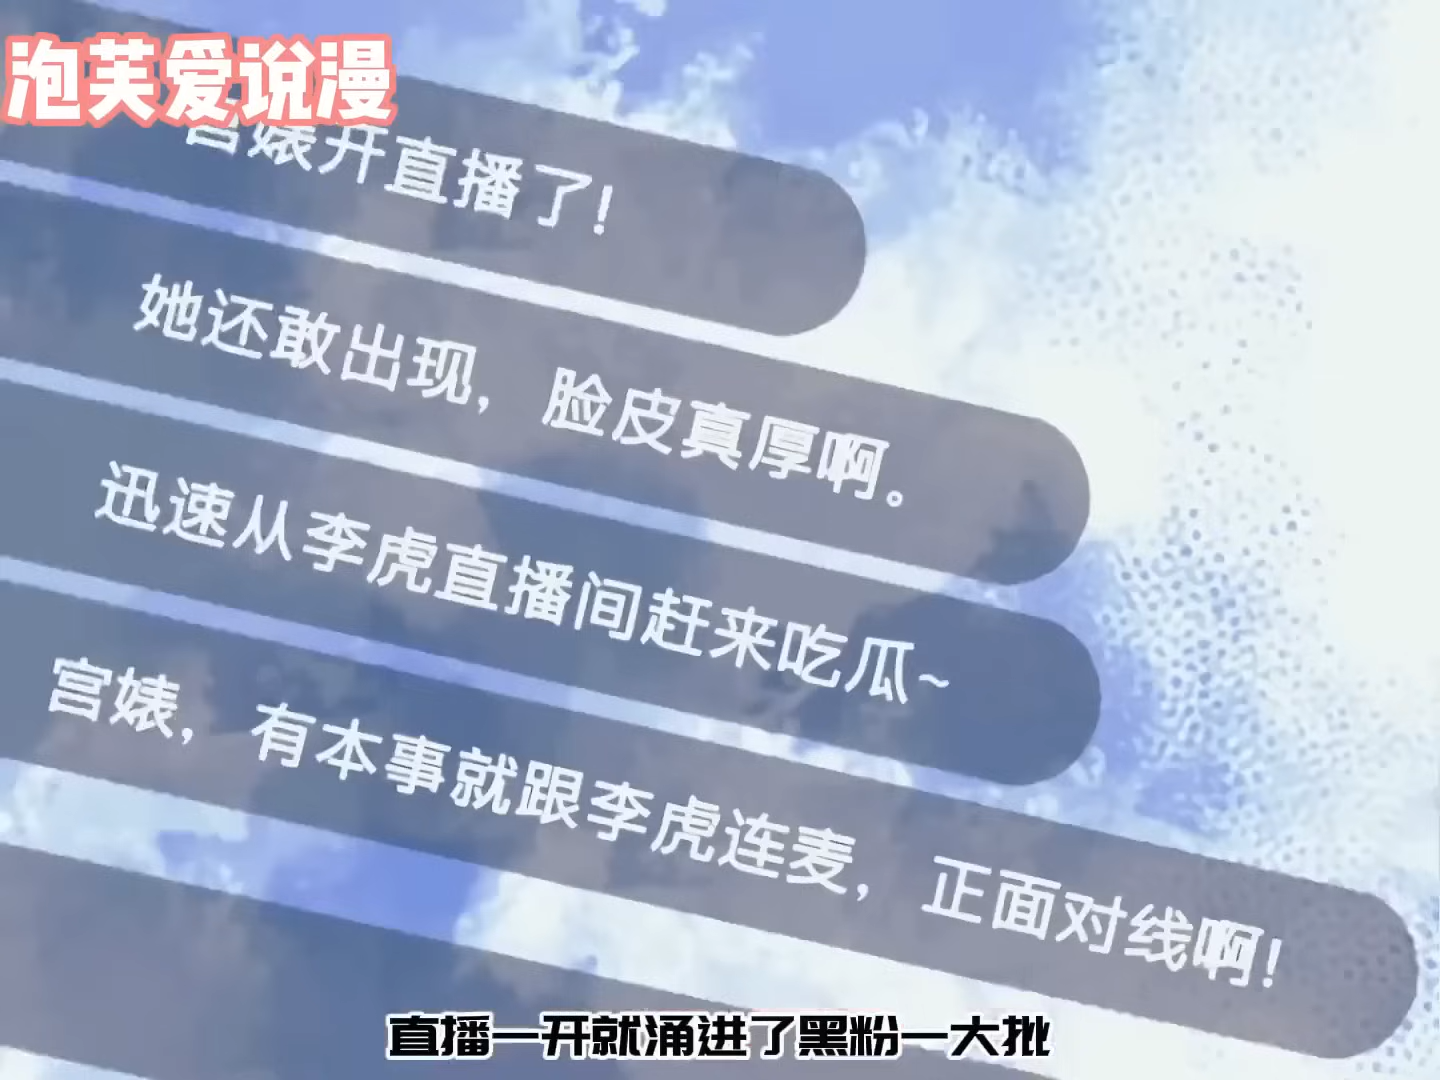 泡芙爱说漫
宫婊开直播了!
她还敢出现，脸皮真厚啊。
迅速从李虎直播间赶来吃瓜~
宫婊，有本事就跟李虎连麦，正面对线啊!
直播一开就涌进了黑粉一大批